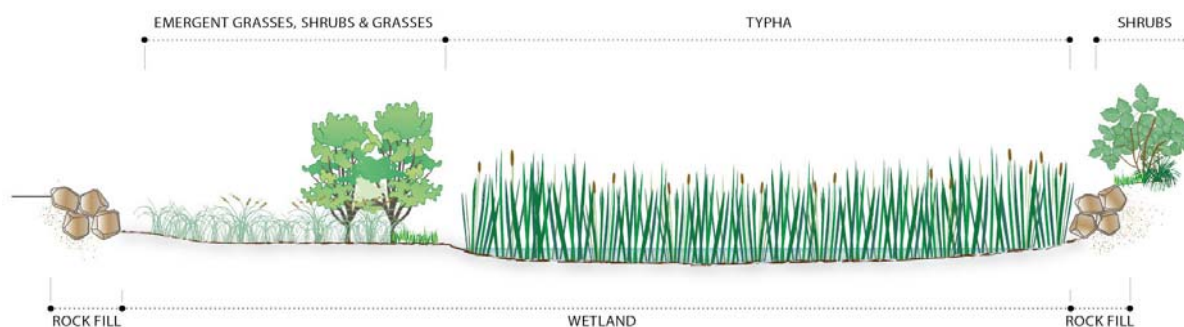 EMERGENT GRASSES, SHRUBS & GRASSES
TYPHA
SHRUBS
ROCK FILL
WETLAND
ROCK FILL